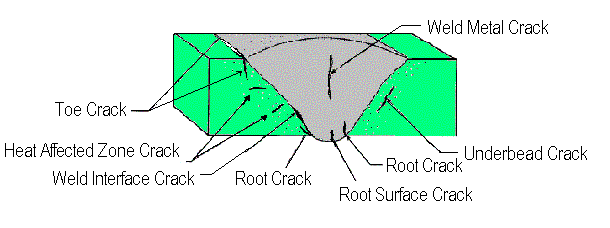 Weld Metal Crack
Toe Crack
Heat Affected Zone Crack
Weld Interface Crack
Root Crack
Root Surface Crack
Root Crack
Underbead Crack